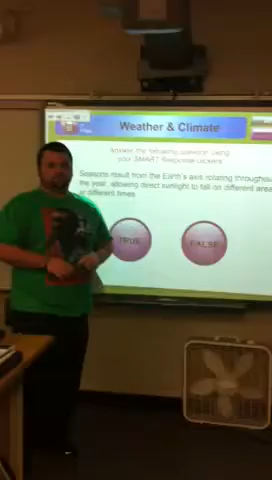 Weather & Climate
Answer the following question using
your SMART Response clickers.
Seasons result from the Earth's axis rotating throughout
the year, allowing direct sunlight to fall on different areas
at different times
TRUE
FALSE